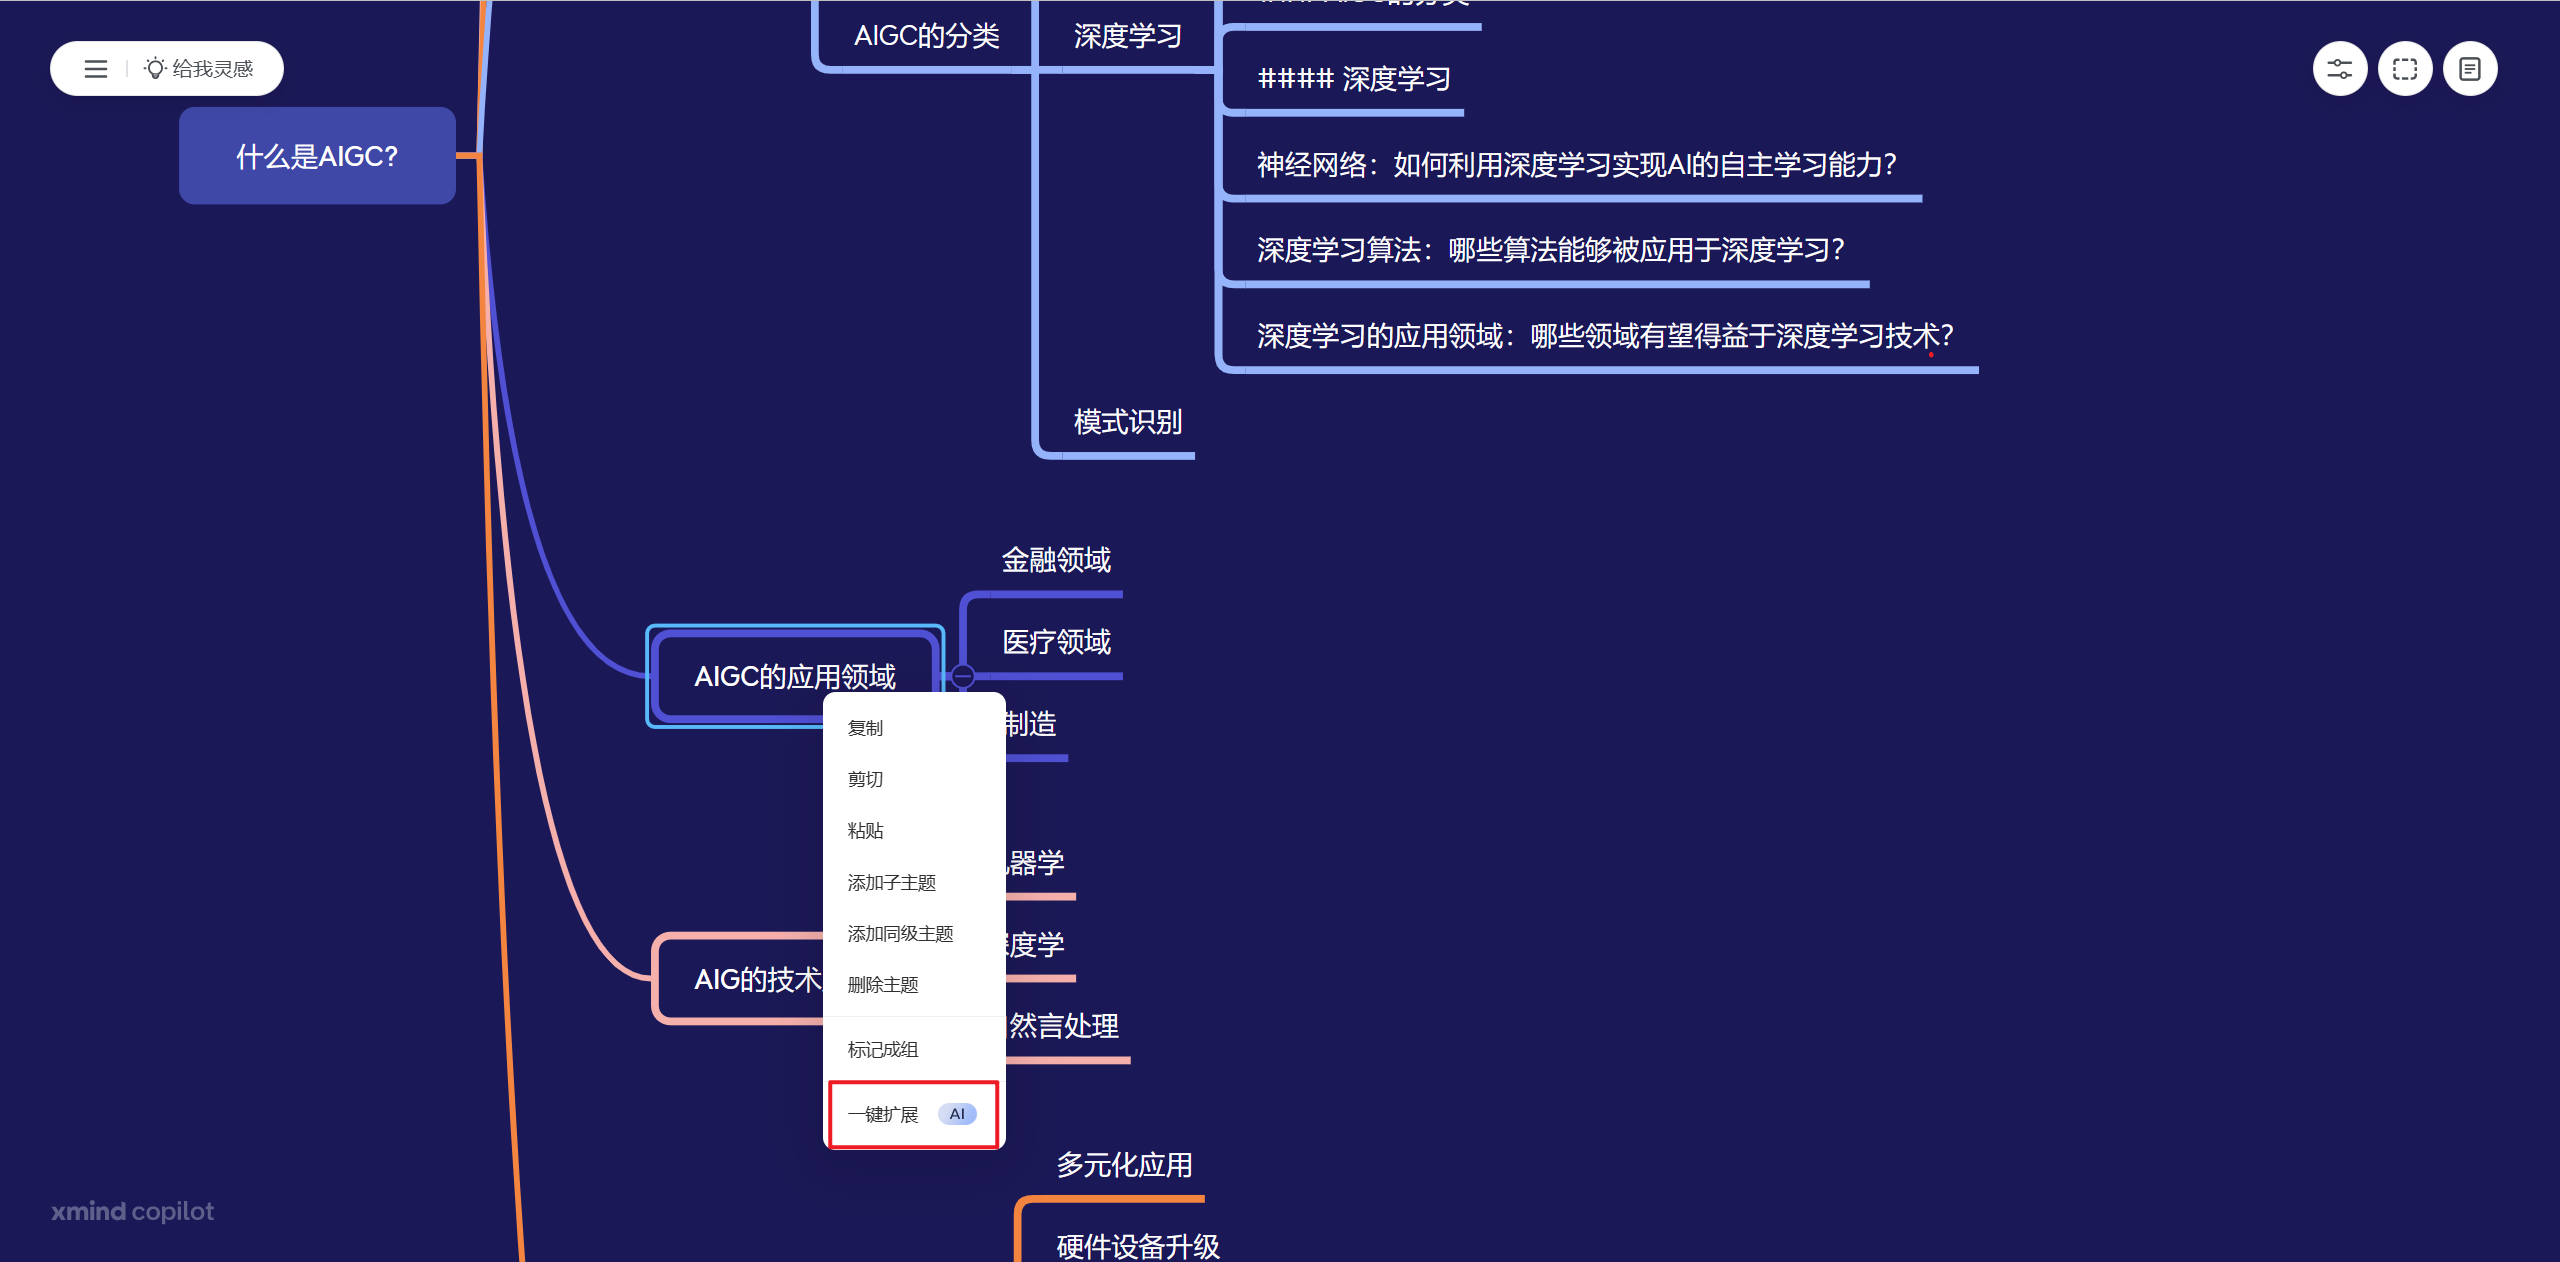 AIGC的分类
深度学习
给我灵感
#### 深度学习
什么是AIGC?
神经网络：如何利用深度学习实现AI的自主学习能力?
深度学习算法：哪些算法能够被应用于深度学习?
深度学习的应用领域：哪些领域有望得益于深度学习技术?
模式识别
金融领域
医疗领域
AIGC的应用领域
制造
复制
剪切
粘贴
添加子主题
添加同级主题
删除主题
标记成组
一键扩展 AI
器学
度学
AIG的技术
然言处理
多元化应用
硬件设备升级
xmind copilot